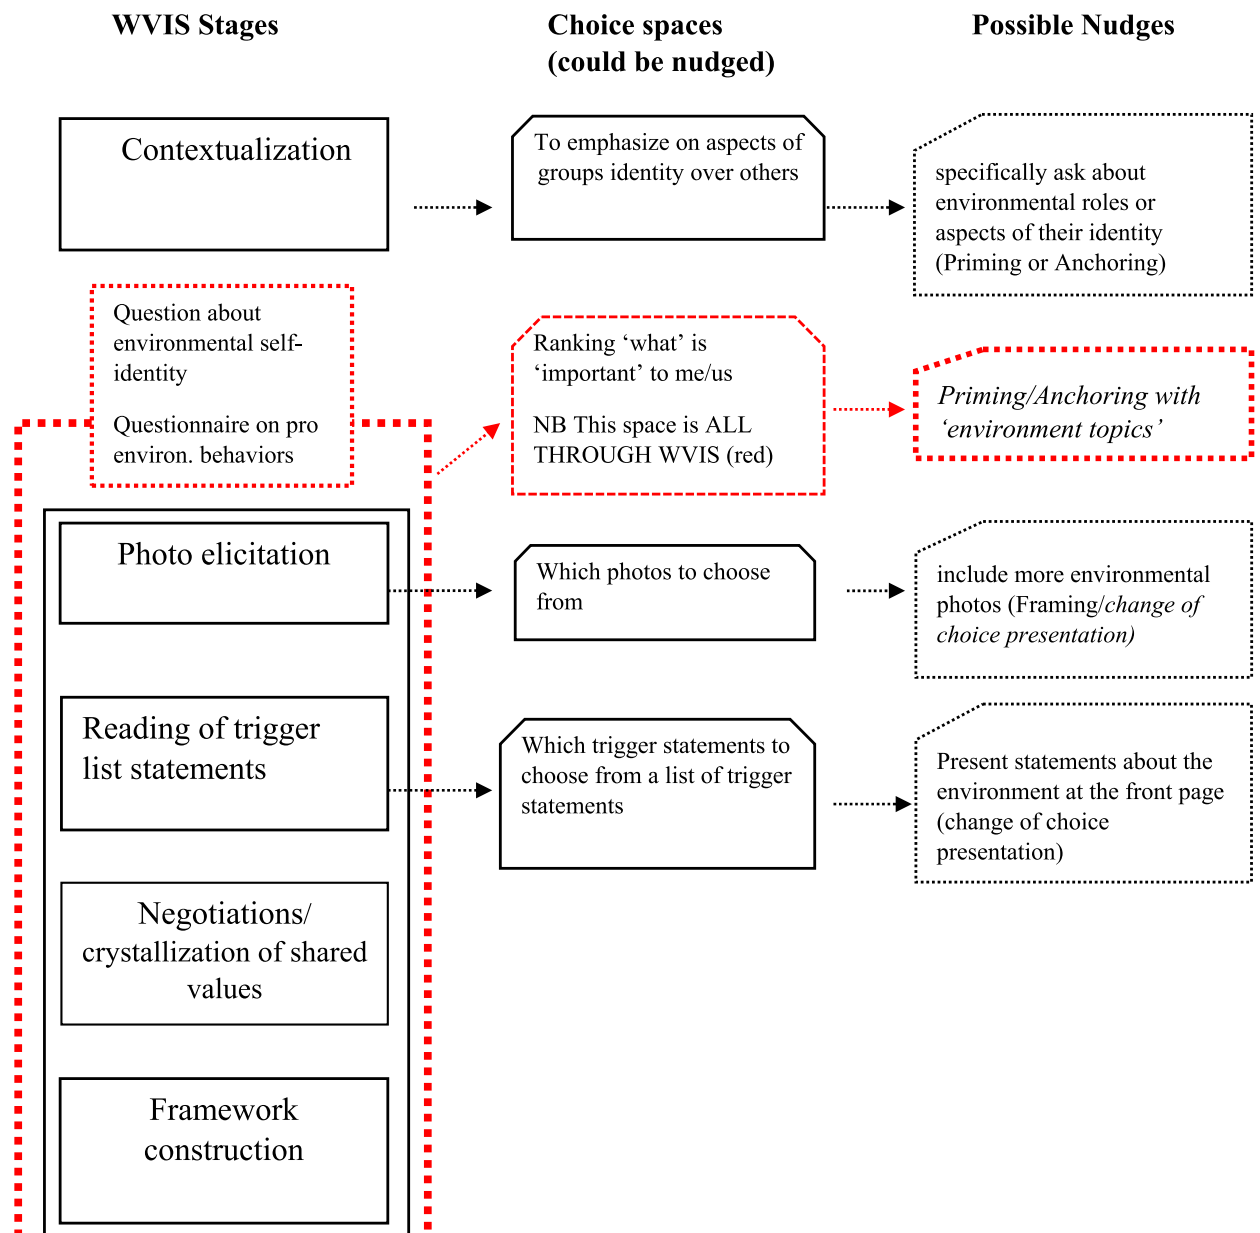 WVIS Stages
Choice spaces
(could be nudged)
Possible Nudges
Contextualization
To emphasize on aspects of
groups identity over others
specifically ask about
environmental roles or
aspects of their identity
(Priming or Anchoring)
Question about
environmental self-
identity
Questionnaire on pro
environ. behaviors
Ranking ‘what’ is
‘important’ to me/us
NB This space is ALL
THROUGH WVIS (red)
Priming/Anchoring with
‘environment topics’
Photo elicitation
Which photos to choose
from
include more environmental
photos (Framing/change of
choice presentation)
Reading of trigger
list statements
Which trigger statements to
choose from a list of trigger
statements
Present statements about the
environment at the front page
(change of choice
presentation)
Negotiations/
crystallization of shared
values
Framework
construction